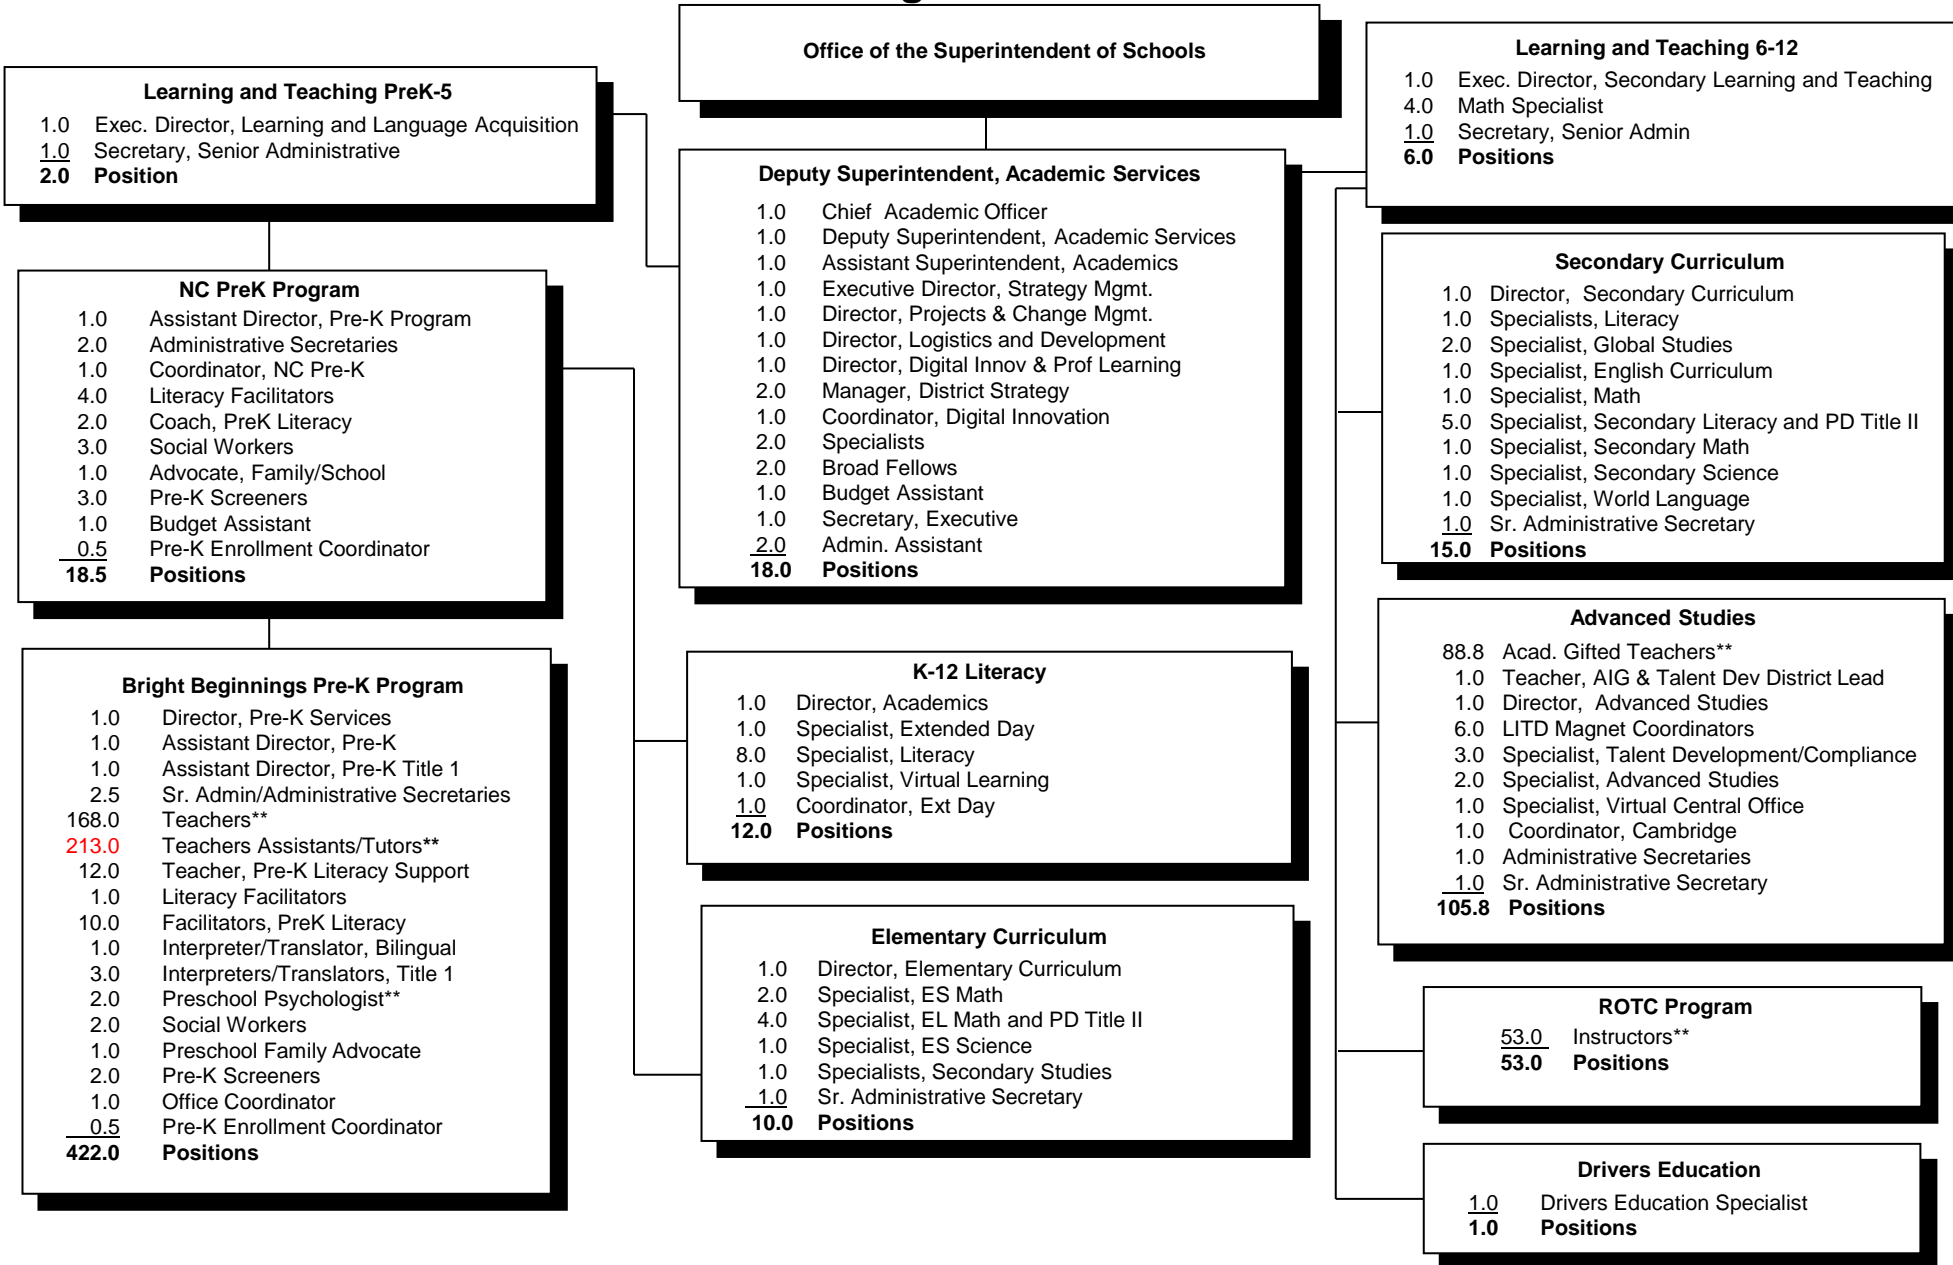 Office of the Superintendent of Schools
Learning and Teaching PreK-5
1.0 Exec. Director, Learning and Language Acquisition
1.0 Secretary, Senior Administrative
2.0 Position
Learning and Teaching 6-12
1.0 Exec. Director, Secondary Learning and Teaching
4.0 Math Specialist
1.0 Secretary, Senior Admin
6.0 Positions
Deputy Superintendent, Academic Services
1.0 Chief Academic Officer
1.0 Deputy Superintendent, Academic Services
1.0 Assistant Superintendent, Academics
1.0 Executive Director, Strategy Mgmt.
1.0 Director, Projects & Change Mgmt.
1.0 Director, Logistics and Development
1.0 Director, Digital Innov & Prof Learning
2.0 Manager, District Strategy
1.0 Coordinator, Digital Innovation
2.0 Specialists
2.0 Broad Fellows
1.0 Budget Assistant
1.0 Secretary, Executive
2.0 Admin. Assistant
18.0 Positions
NC PreK Program
1.0 Assistant Director, Pre-K Program
2.0 Administrative Secretaries
1.0 Coordinator, NC Pre-K
4.0 Literacy Facilitators
2.0 Coach, PreK Literacy
3.0 Social Workers
1.0 Advocate, Family/School
3.0 Pre-K Screeners
1.0 Budget Assistant
0.5 Pre-K Enrollment Coordinator
18.5 Positions
Secondary Curriculum
1.0 Director, Secondary Curriculum
1.0 Specialists, Literacy
2.0 Specialist, Global Studies
1.0 Specialist, English Curriculum
1.0 Specialist, Math
5.0 Specialist, Secondary Literacy and PD Title II
1.0 Specialist, Secondary Math
1.0 Specialist, Secondary Science
1.0 Specialist, World Language
1.0 Sr. Administrative Secretary
15.0 Positions
Bright Beginnings Pre-K Program
1.0 Director, Pre-K Services
1.0 Assistant Director, Pre-K
1.0 Assistant Director, Pre-K Title 1
2.5 Sr. Admin/Administrative Secretaries
168.0 Teachers**
213.0 Teachers Assistants/Tutors**
12.0 Teacher, Pre-K Literacy Support
1.0 Literacy Facilitators
10.0 Facilitators, PreK Literacy
1.0 Interpreter/Translator, Bilingual
3.0 Interpreters/Translators, Title 1
2.0 Preschool Psychologist**
2.0 Social Workers
1.0 Preschool Family Advocate
2.0 Pre-K Screeners
1.0 Office Coordinator
0.5 Pre-K Enrollment Coordinator
422.0 Positions
K-12 Literacy
1.0 Director, Academics
1.0 Specialist, Extended Day
8.0 Specialist, Literacy
1.0 Specialist, Virtual Learning
1.0 Coordinator, Ext Day
12.0 Positions
Elementary Curriculum
1.0 Director, Elementary Curriculum
2.0 Specialist, ES Math
4.0 Specialist, EL Math and PD Title II
1.0 Specialist, ES Science
1.0 Specialists, Secondary Studies
1.0 Sr. Administrative Secretary
10.0 Positions
Advanced Studies
88.8 Acad. Gifted Teachers**
1.0 Teacher, AIG & Talent Dev District Lead
1.0 Director, Advanced Studies
6.0 LITD Magnet Coordinators
3.0 Specialist, Talent Development/Compliance
2.0 Specialist, Advanced Studies
1.0 Specialist, Virtual Central Office
1.0 Coordinator, Cambridge
1.0 Administrative Secretaries
1.0 Sr. Administrative Secretary
105.8 Positions
ROTC Program
53.0 Instructors**
53.0 Positions
Drivers Education
1.0 Drivers Education Specialist
1.0 Positions